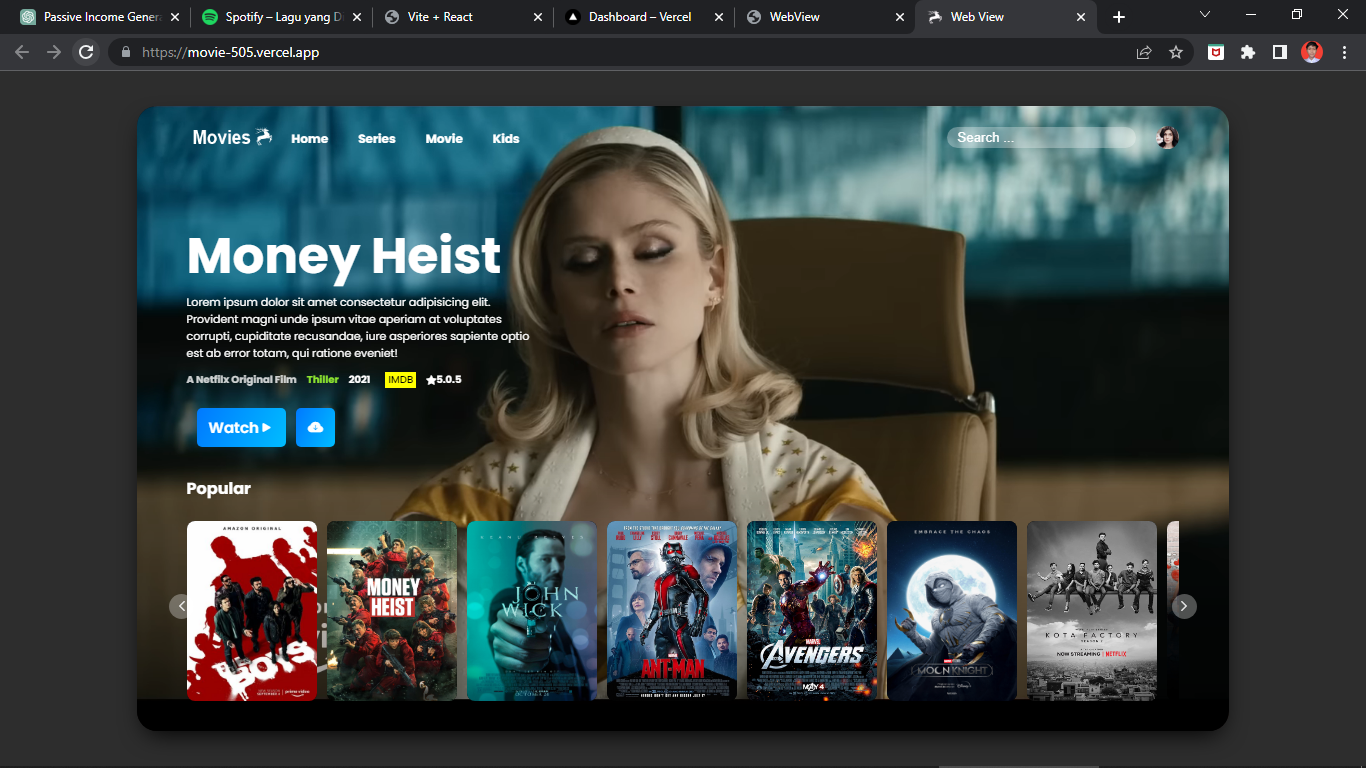 Passive Income Genera
Spotify – Lagu yang D
Vite + React
Dashboard – Vercel
WebView
Web View
https://movie-505.vercel.app
Movies
Home
Series
Movie
Kids
Search ...
Money Heist
Lorem ipsum dolor sit amet consectetur adipisicing elit.
Provident magni unde ipsum vitae aperiam at voluptates
corrupti, cupiditate recusandae, iure asperiores sapiente optio
est ab error totam, qui ratione eveniet!
A Netflix Original Film Thiller 2021 IMDB 5.0.5
Watch
Popular
AMAZON ORIGINAL
BOYS
prime video
MONEY
HEIST
KEANU REEVES
JOHN
WICK
ANT-MAN
MARVEL
AVENGERS
MAY 4
EMBRACE THE CHAOS
MOON KNIGHT
KOTA FACTORY
NOW STREAMING NETFLIX